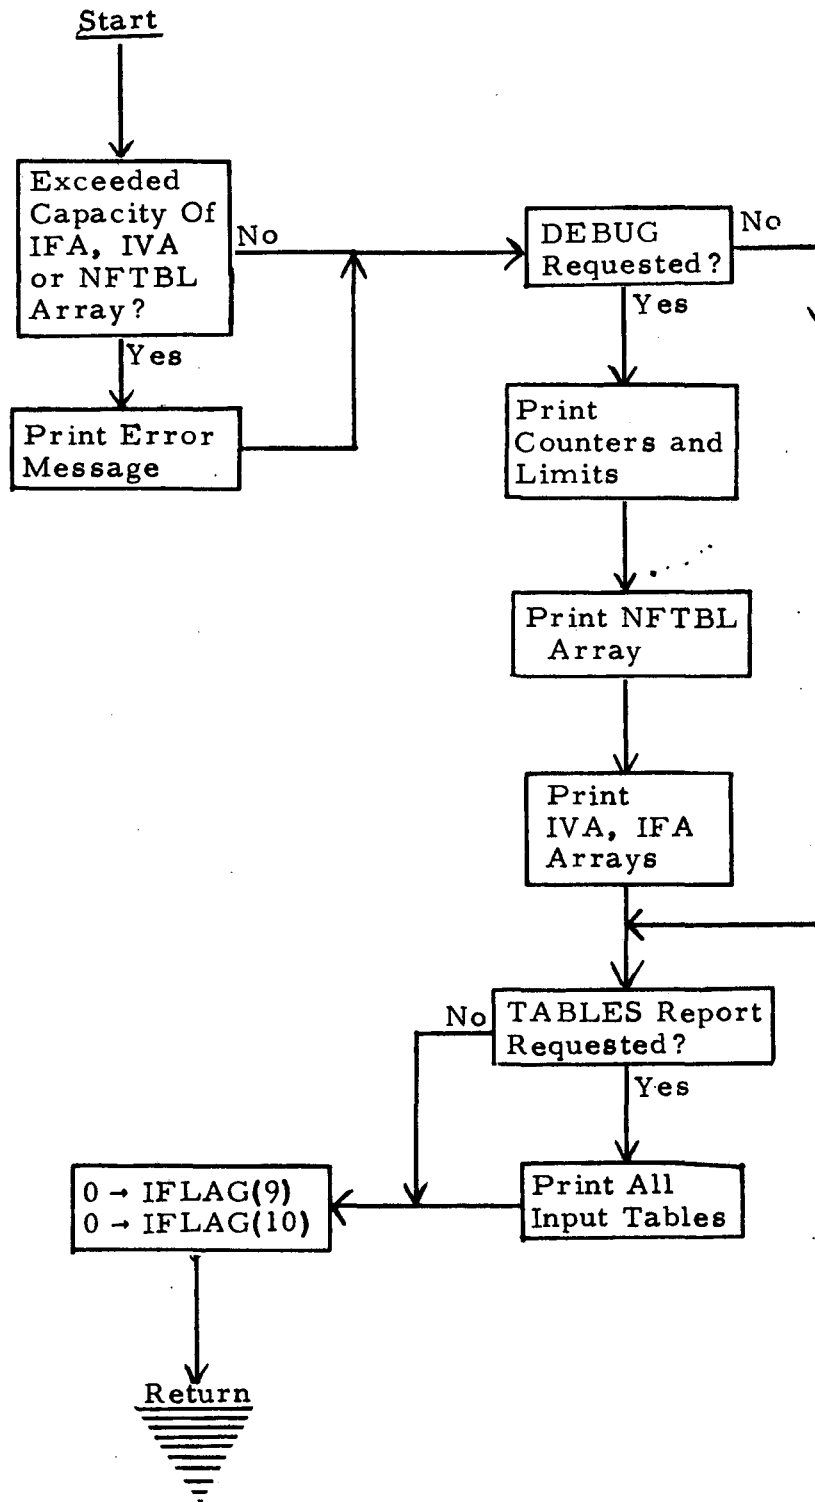 Start
Exceeded
Capacity Of
IFA, IVA
or NFTBL
Array?
No
Yes
Print Error
Message
DEBUG
Requested?
No
Yes
Print
Counters and
Limits
Print NFTBL
Array
Print
IVA, IFA
Arrays
TABLES Report
Requested?
No
Yes
Print All
Input Tables
0 → IFLAG(9)
0 → IFLAG(10)
Return